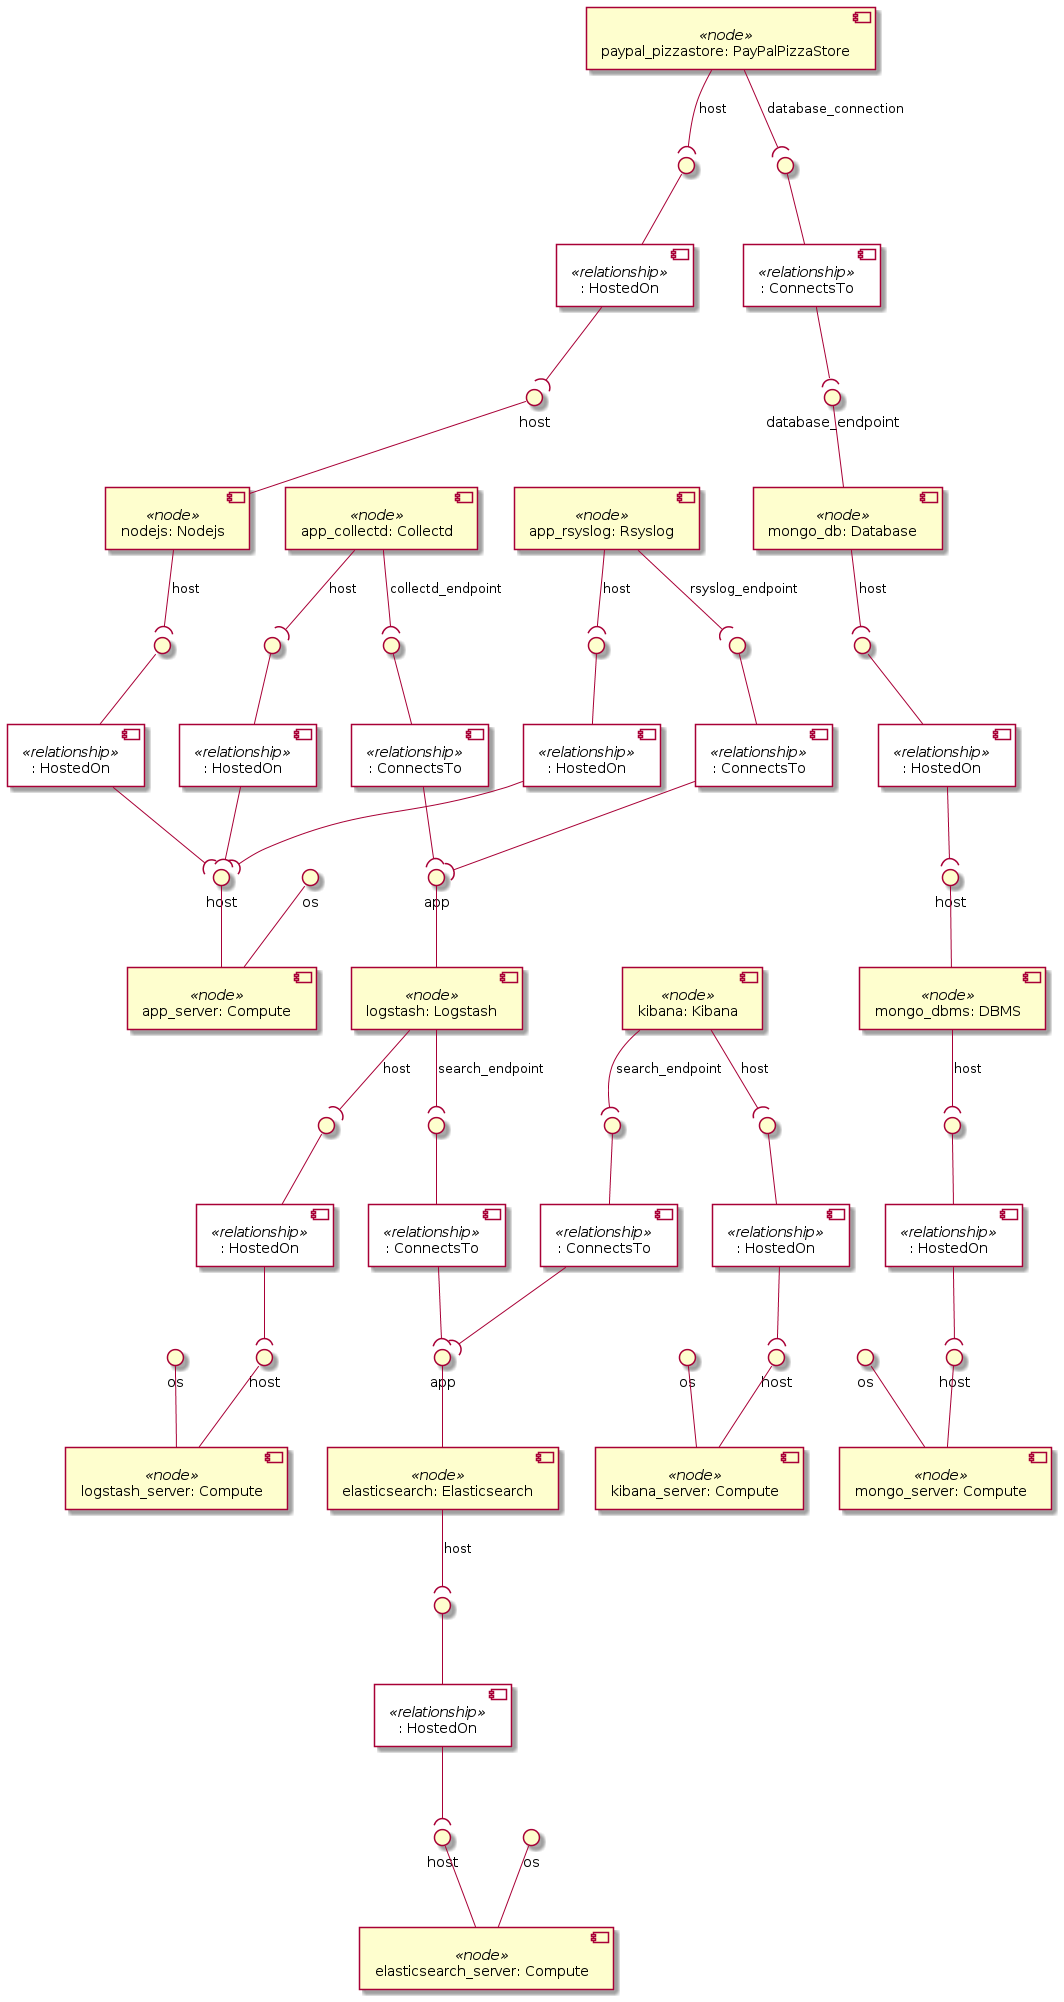 «node»
paypal_pizzastore: PayPalPizzaStore
host
database_connection
«relationship»
: HostedOn
«relationship»
: ConnectsTo
host
database_endpoint
«node»
nodejs: Nodejs
«node»
app_collectd: Collectd
«node»
app_rsyslog: Rsyslog
«node»
mongo_db: Database
host
host
collectd_endpoint
host
rsyslog_endpoint
host
«relationship»
: HostedOn
«relationship»
: HostedOn
«relationship»
: ConnectsTo
«relationship»
: HostedOn
«relationship»
: ConnectsTo
«relationship»
: HostedOn
host
os
app
host
«node»
app_server: Compute
«node»
logstash: Logstash
«node»
kibana: Kibana
«node»
mongo_dbms: DBMS
host
search_endpoint
search_endpoint
host
host
«relationship»
: HostedOn
«relationship»
: ConnectsTo
«relationship»
: ConnectsTo
«relationship»
: HostedOn
«relationship»
: HostedOn
os
host
app
os
host
os
host
«node»
logstash_server: Compute
«node»
elasticsearch: Elasticsearch
«node»
kibana_server: Compute
«node»
mongo_server: Compute
host
«relationship»
: HostedOn
host
os
«node»
elasticsearch_server: Compute